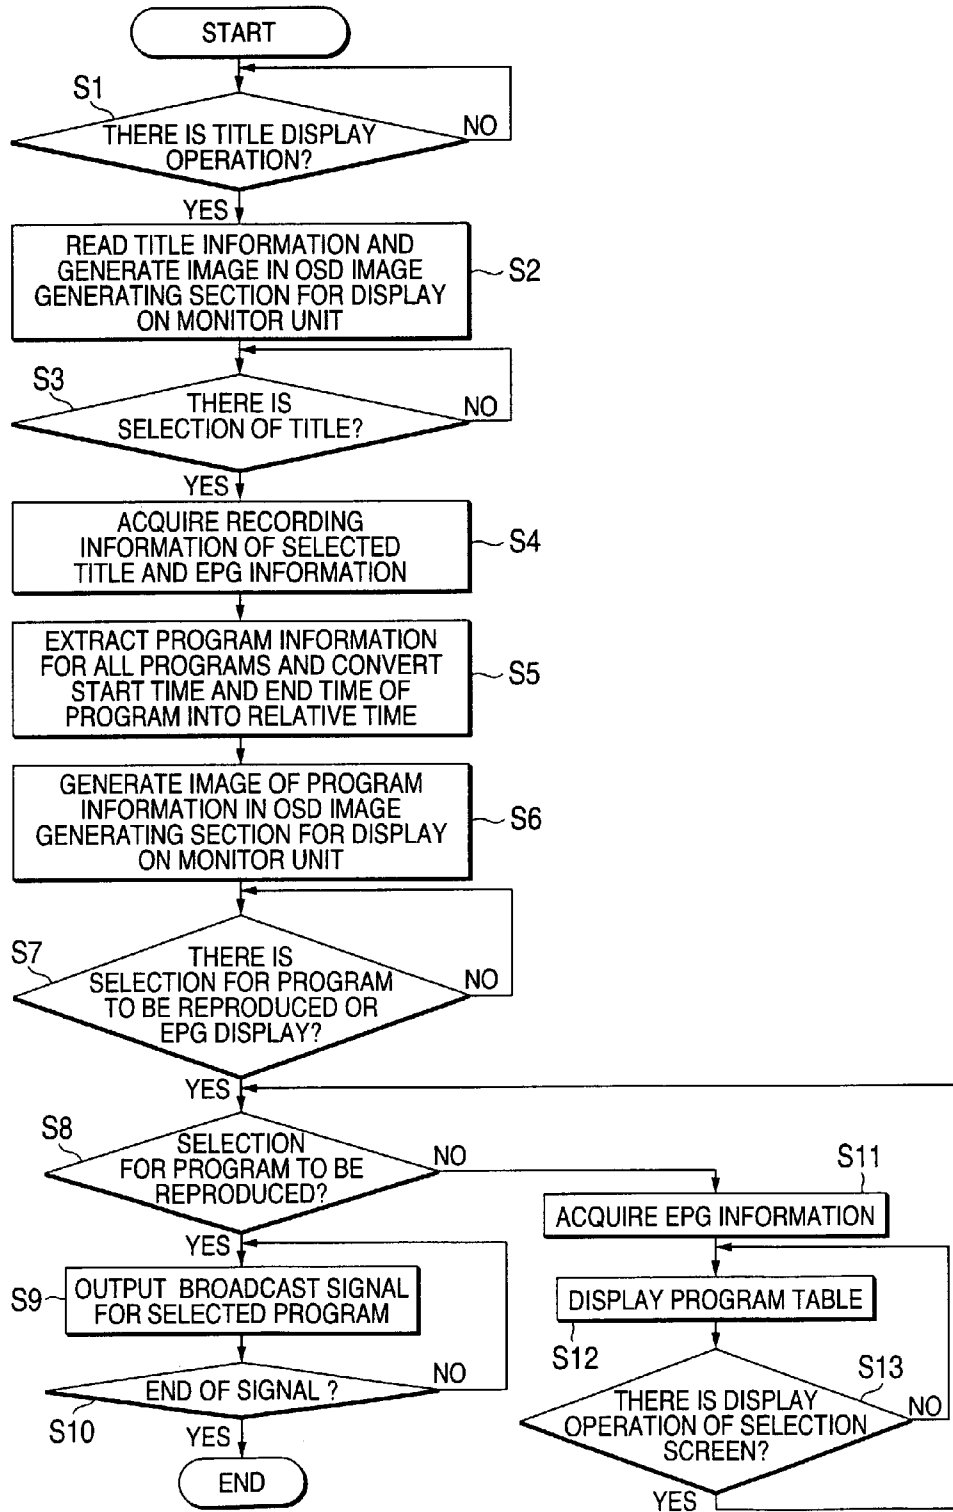 START
S1
THERE IS TITLE DISPLAY
OPERATION?
NO
YES
READ TITLE INFORMATION AND
GENERATE IMAGE IN OSD IMAGE
GENERATING SECTION FOR DISPLAY
ON MONITOR UNIT
S2
S3
THERE IS
SELECTION OF TITLE?
NO
YES
ACQUIRE RECORDING
INFORMATION OF SELECTED
TITLE AND EPG INFORMATION
S4
EXTRACT PROGRAM INFORMATION
FOR ALL PROGRAMS AND CONVERT
START TIME AND END TIME OF
PROGRAM INTO RELATIVE TIME
S5
GENERATE IMAGE OF PROGRAM
INFORMATION IN OSD IMAGE
GENERATING SECTION FOR DISPLAY
ON MONITOR UNIT
S6
S7
THERE IS
SELECTION FOR PROGRAM
TO BE REPRODUCED OR
EPG DISPLAY?
NO
YES
S8
SELECTION
FOR PROGRAM TO BE
REPRODUCED?
NO
YES
S9
OUTPUT BROADCAST SIGNAL
FOR SELECTED PROGRAM
END OF SIGNAL ?
NO
S10
YES
END
S11
ACQUIRE EPG INFORMATION
DISPLAY PROGRAM TABLE
S12
S13
THERE IS DISPLAY
OPERATION OF SELECTION
SCREEN?
NO
YES